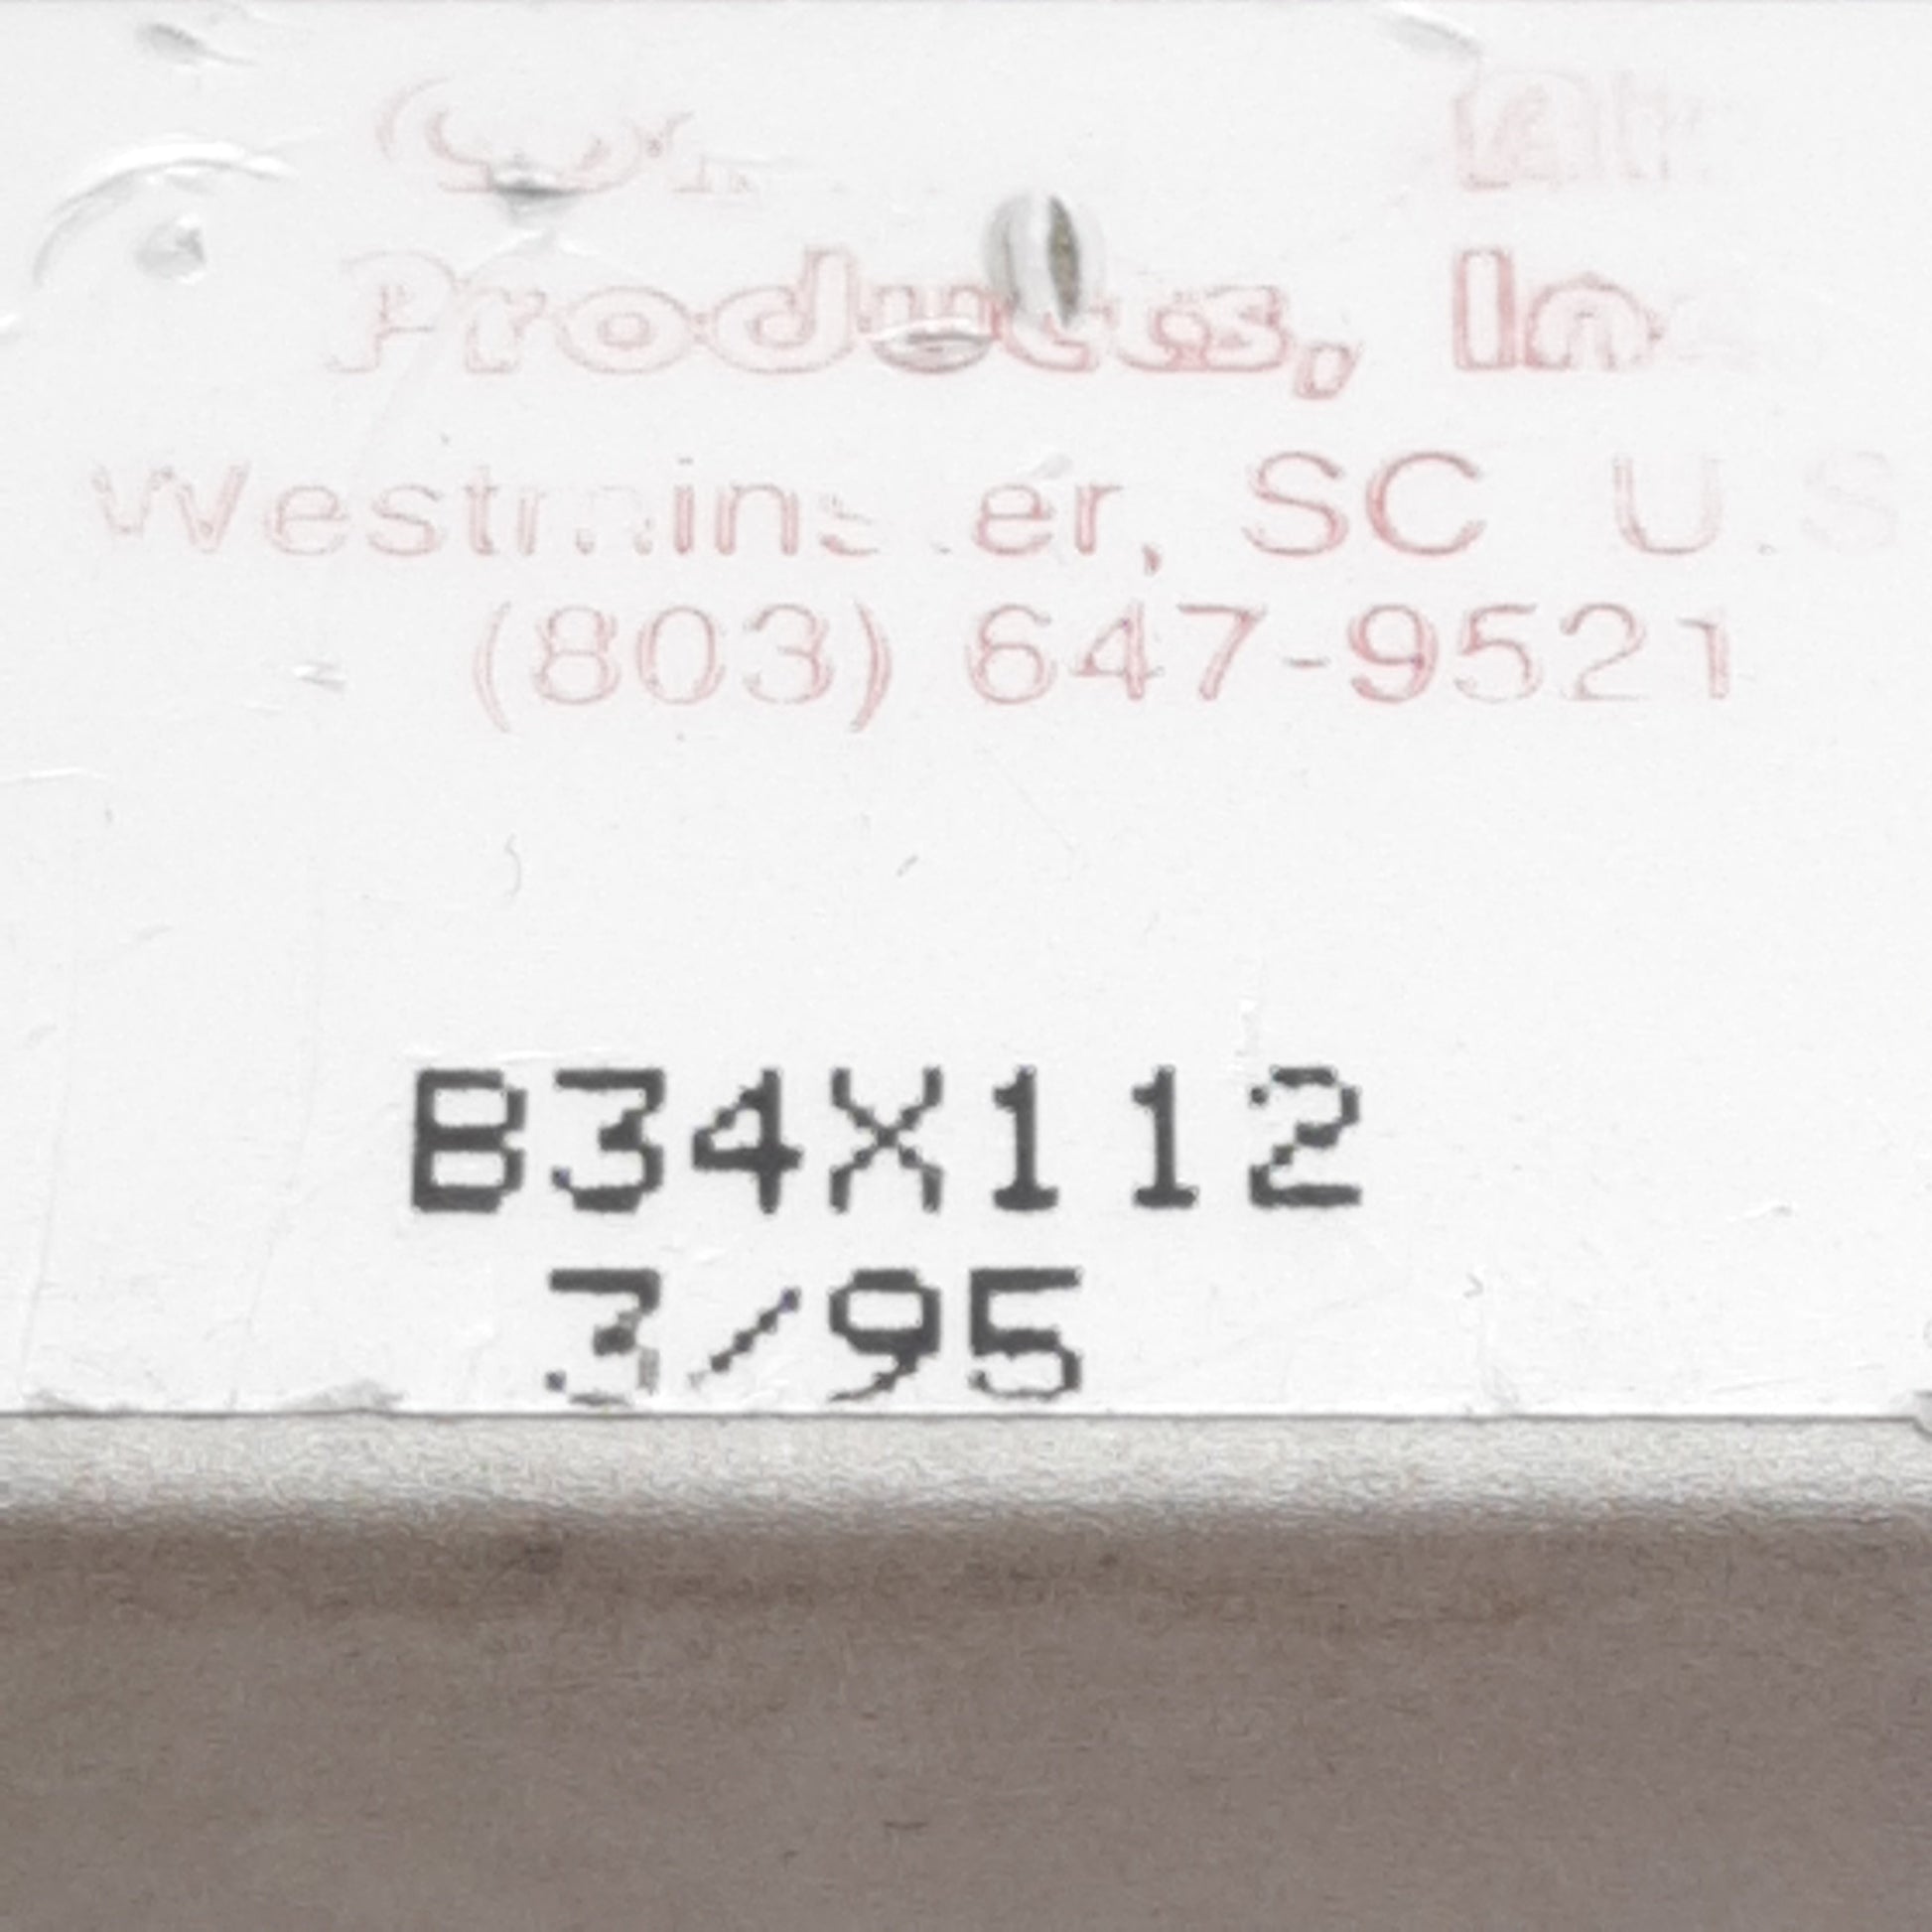 Products, Inc
Westminster, SC U.S
(803) 647-9521
B34X112
3/95